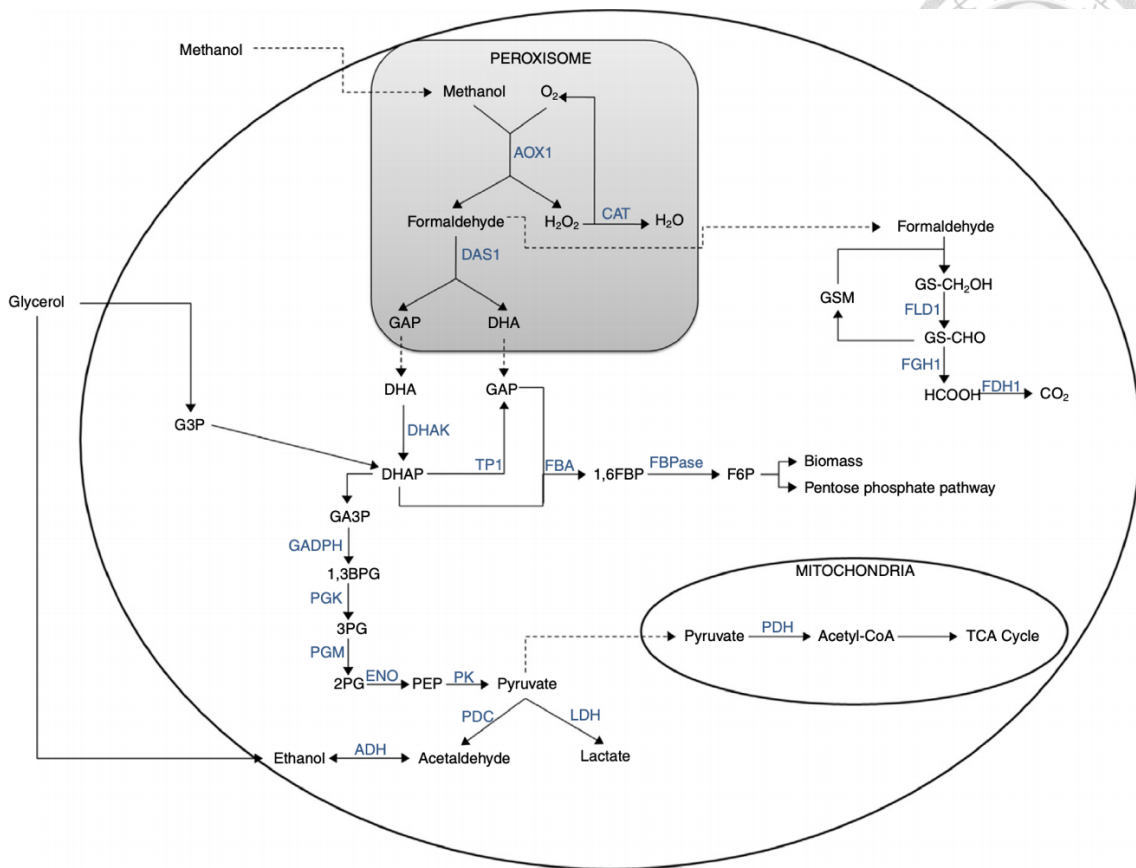 Methanol
PEROXISOME
Methanol
O₂
AOX1
Formaldehyde
H₂O₂
CAT
H₂O
DAS1
GAP
DHA
Formaldehyde
GS-CH₂OH
GSM
FLD1
GS-CHO
FGH1
HCOOH
FDH1
CO₂
Glycerol
G3P
DHA
GAP
DHAK
DHAP
TP1
FBA
1,6FBP
FBPase
F6P
Biomass
Pentose phosphate pathway
GA3P
GADPH
1,3BPG
PGK
3PG
PGM
2PG
ENO
PEP
PK
Pyruvate
MITOCHONDRIA
Pyruvate
PDH
Acetyl-CoA
TCA Cycle
PDC
LDH
Ethanol
ADH
Acetaldehyde
Lactate